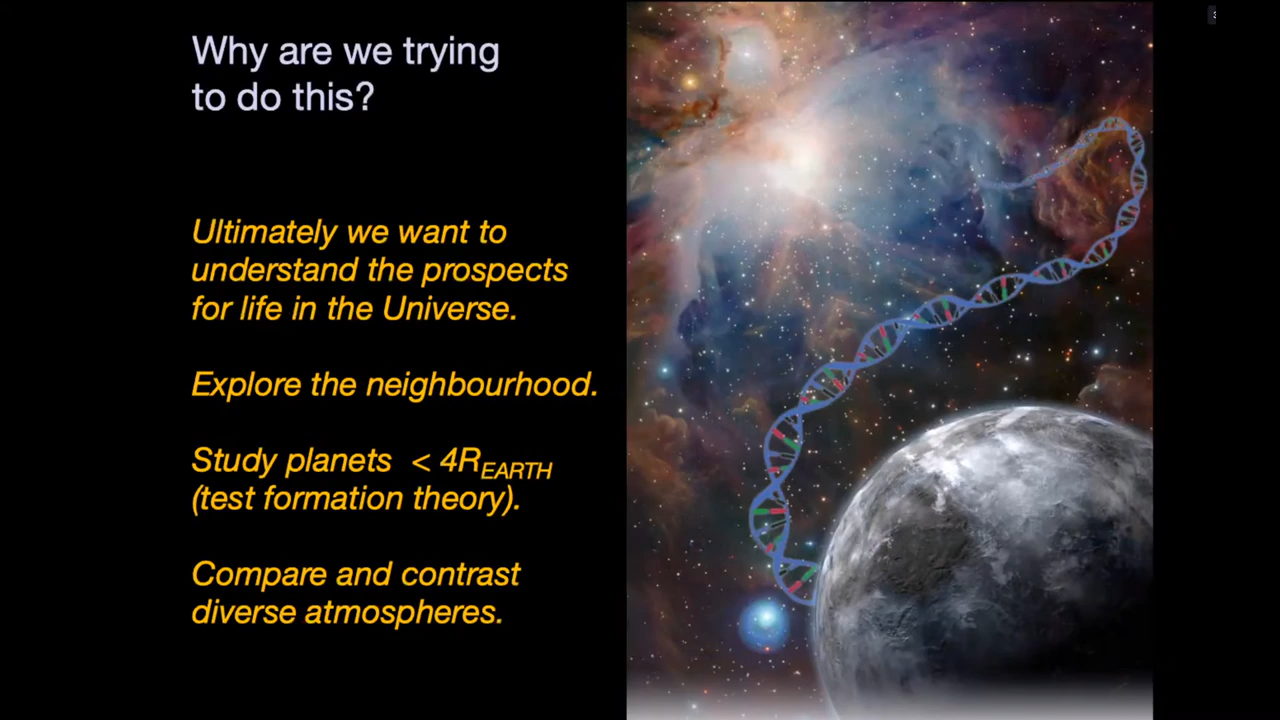 Why are we trying
to do this?
Ultimately we want to
understand the prospects
for life in the Universe.
Explore the neighbourhood.
Study planets < 4R_EARTH
(test formation theory).
Compare and contrast
diverse atmospheres.